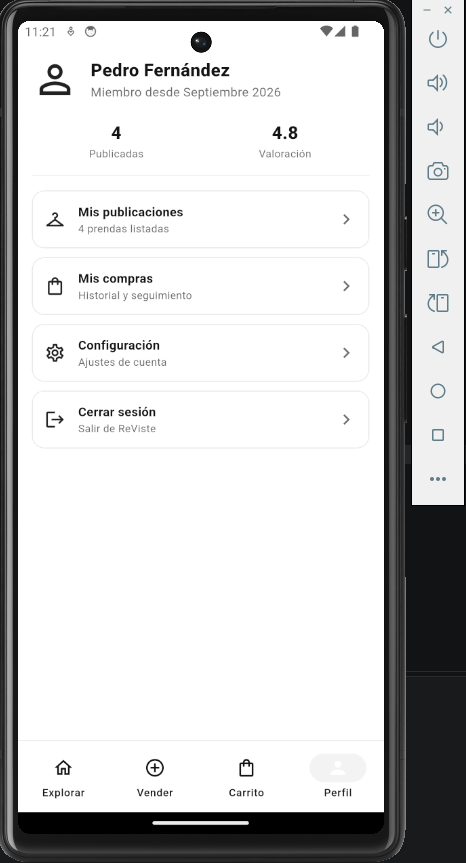 11:21
Pedro Fernández
Miembro desde Septiembre 2026
4
Publicadas
4.8
Valoración
Mis publicaciones
4 prendas listadas
Mis compras
Historial y seguimiento
Configuración
Ajustes de cuenta
Cerrar sesión
Salir de ReViste
Explorar
Vender
Carrito
Perfil